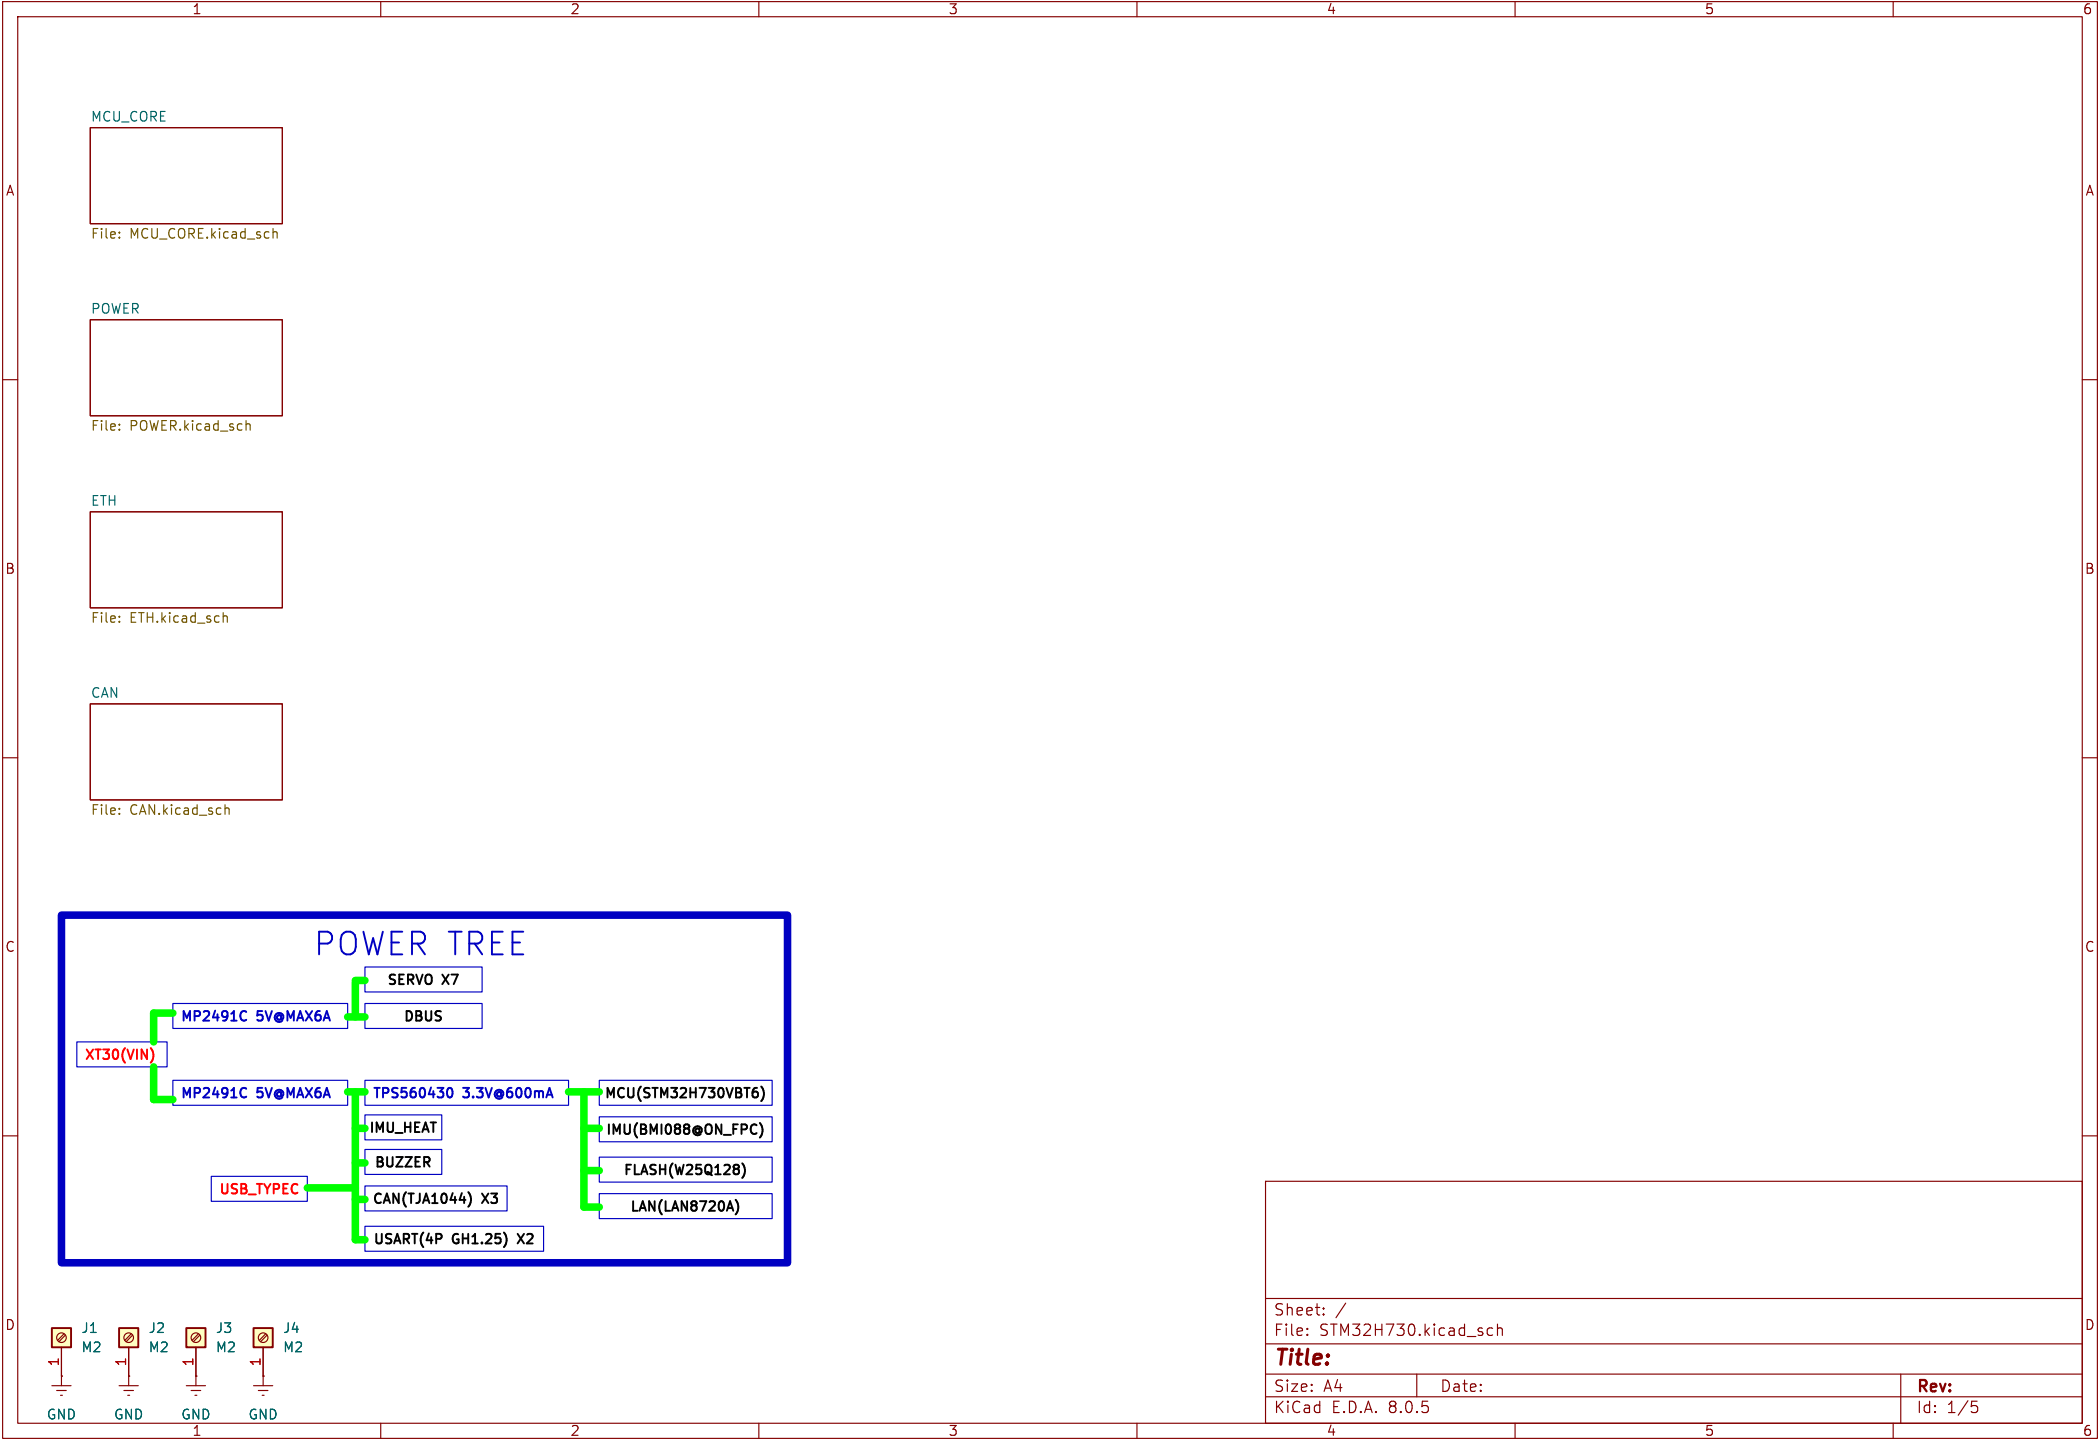 1 2 3 4 5 6
MCU_CORE
A A
File: MCU_CORE.kicad_sch
POWER
File: POWER.kicad_sch
ETH
B B
File: ETH.kicad_sch
CAN
File: CAN.kicad_sch
C C
POWER TREE
SERVO X7
MP2491C 5V@MAX6A DBUS
XT30(VIN)
MP2491C 5V@MAX6A TPS560430 3.3V@600mA MCU(STM32H730VBT6)
IMU_HEAT IMU(BMI088@ON_FPC)
BUZZER FLASH(W25Q128)
USB_TYPEC CAN(TJA1044) X3 LAN(LAN8720A)
USART(4P GH1.25) X2
D D
J1 J2 J3 J4
M2 M2 M2 M2
1 1 1 1
GND GND GND GND
Sheet: /
File: STM32H730.kicad_sch
Title:
Size: A4 Date: Rev:
KiCad E.D.A. 8.0.5 Id: 1/5
1 2 3 4 5 6